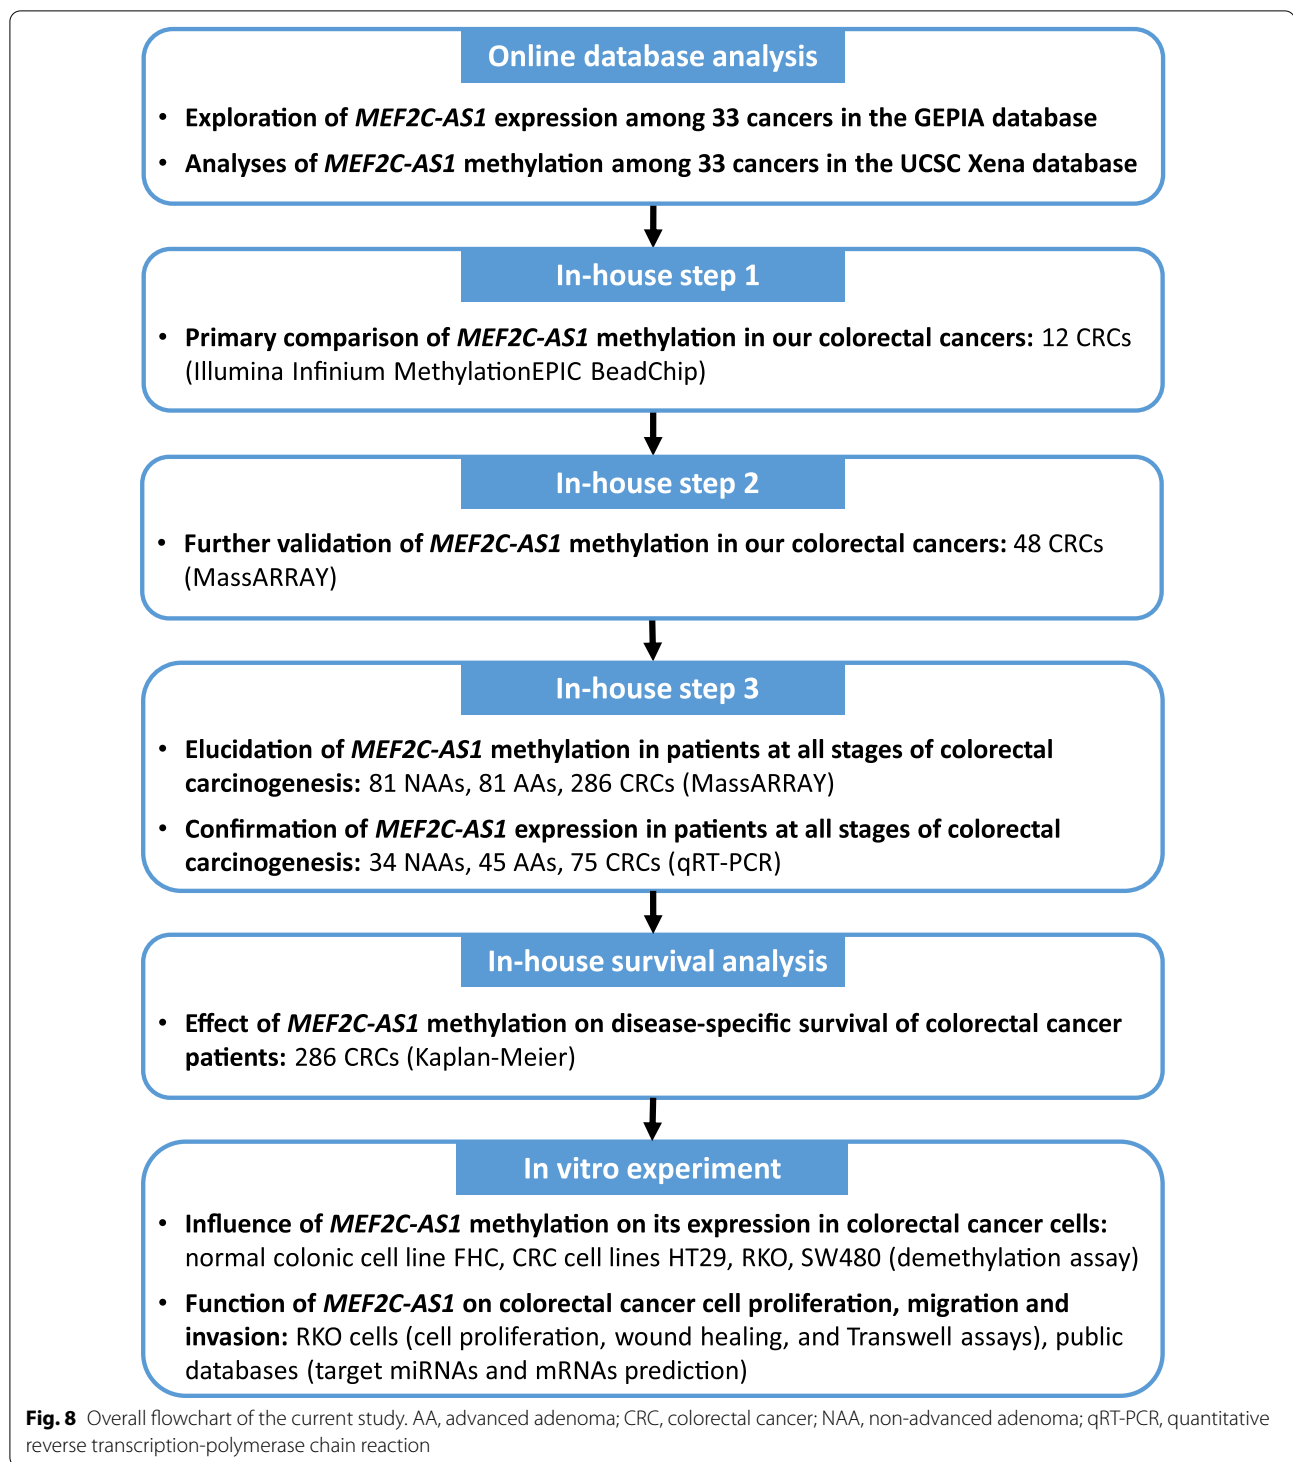 Online database analysis
• Exploration of MEF2C-AS1 expression among 33 cancers in the GEPIA database
• Analyses of MEF2C-AS1 methylation among 33 cancers in the UCSC Xena database
In-house step 1
• Primary comparison of MEF2C-AS1 methylation in our colorectal cancers: 12 CRCs
(Illumina Infinium MethylationEPIC BeadChip)
In-house step 2
• Further validation of MEF2C-AS1 methylation in our colorectal cancers: 48 CRCs
(MassARRAY)
In-house step 3
• Elucidation of MEF2C-AS1 methylation in patients at all stages of colorectal
carcinogenesis: 81 NAAs, 81 AAs, 286 CRCs (MassARRAY)
• Confirmation of MEF2C-AS1 expression in patients at all stages of colorectal
carcinogenesis: 34 NAAs, 45 AAs, 75 CRCs (qRT-PCR)
In-house survival analysis
• Effect of MEF2C-AS1 methylation on disease-specific survival of colorectal cancer
patients: 286 CRCs (Kaplan-Meier)
In vitro experiment
• Influence of MEF2C-AS1 methylation on its expression in colorectal cancer cells:
normal colonic cell line FHC, CRC cell lines HT29, RKO, SW480 (demethylation assay)
• Function of MEF2C-AS1 on colorectal cancer cell proliferation, migration and
invasion: RKO cells (cell proliferation, wound healing, and Transwell assays), public
databases (target miRNAs and mRNAs prediction)
Fig. 8 Overall flowchart of the current study. AA, advanced adenoma; CRC, colorectal cancer; NAA, non-advanced adenoma; qRT-PCR, quantitative
reverse transcription-polymerase chain reaction